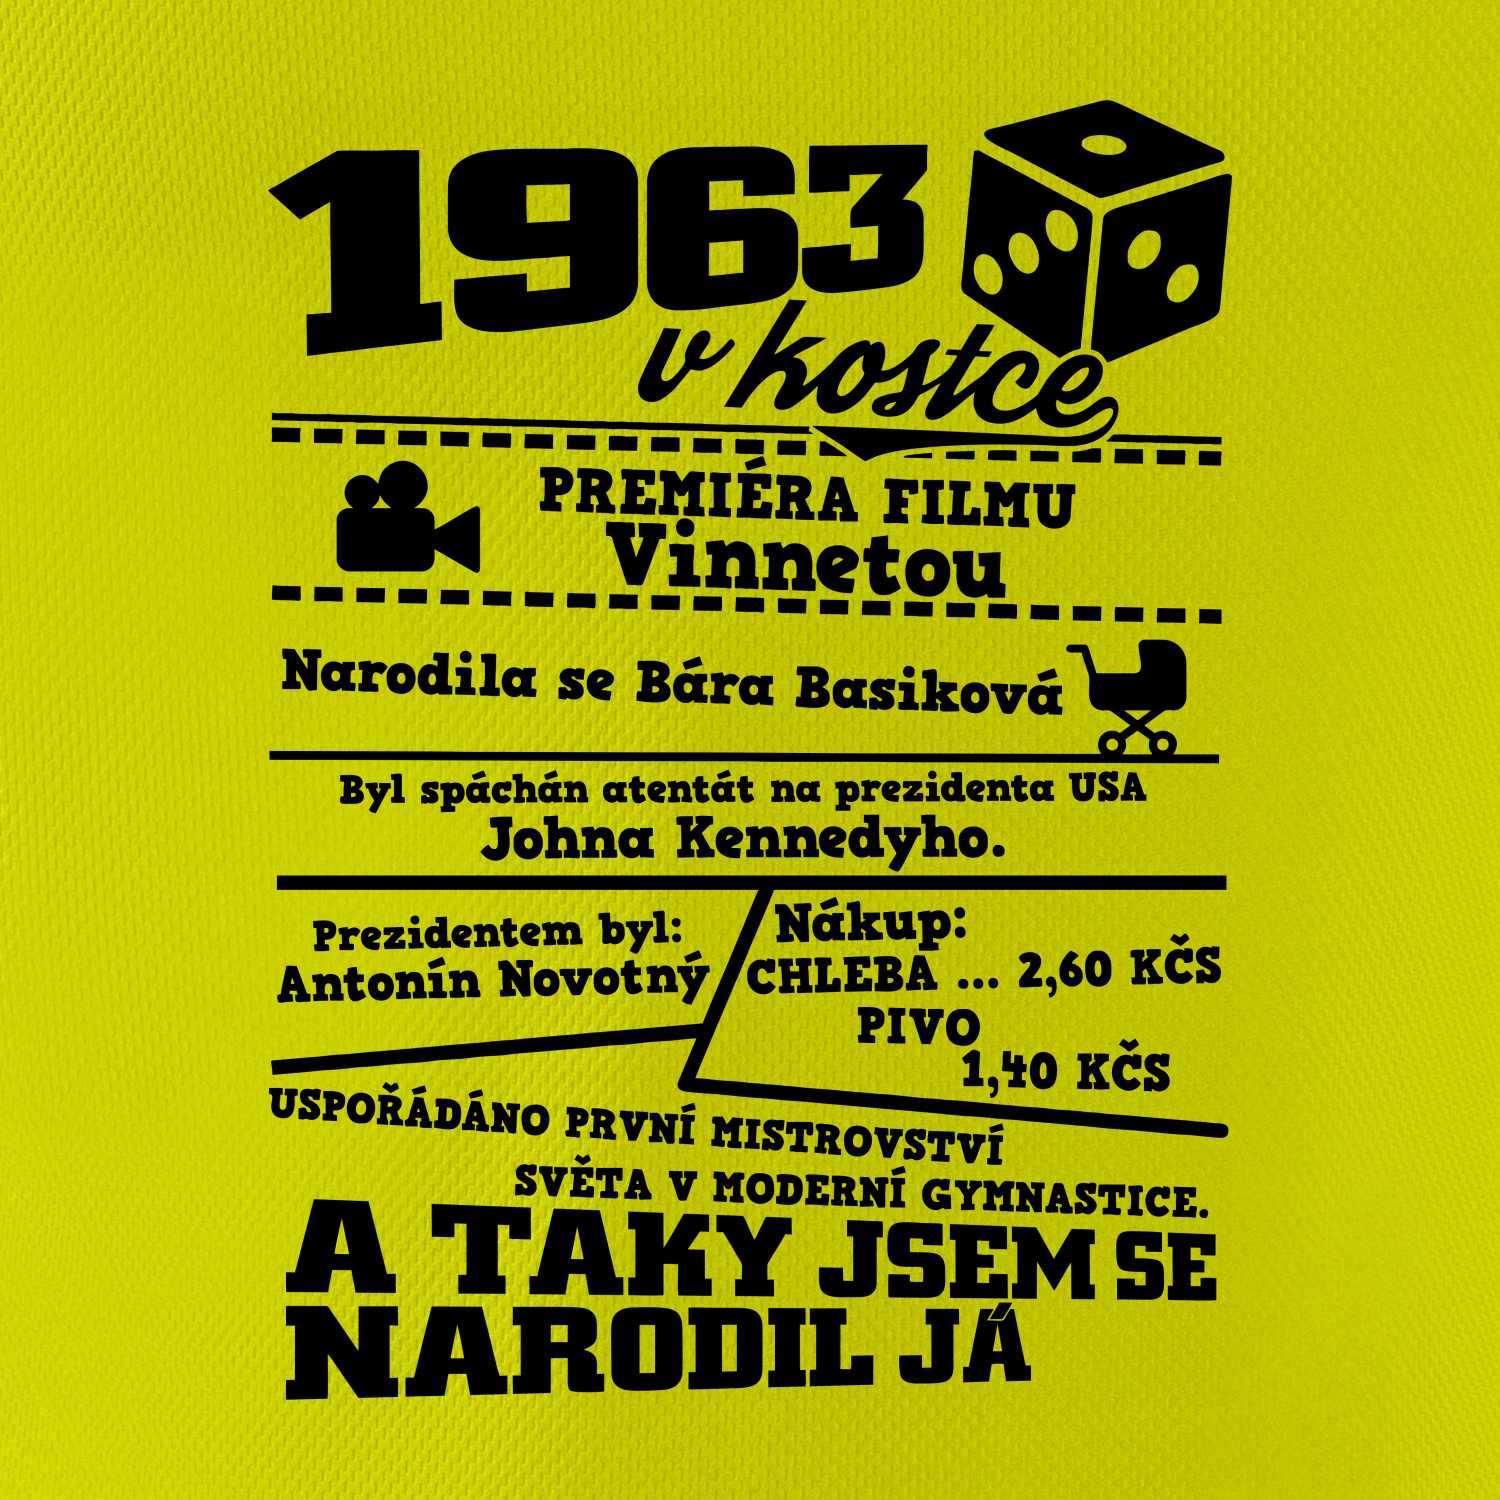 1963
v kostce
PREMIÉRA FILMU
Vinnetou
Narodila se Bára Basiková
Byl spáchán atentát na prezidenta USA
Johna Kennedyho.
Prezidentem byl:
Antonín Novotný
Nákup:
CHLEBA ... 2,60 KČS
PIVO
1,40 KČS
USPOŘÁDÁNO PRVNÍ MISTROVSTVÍ
SVĚTA V MODERNÍ GYMNASTICE.
A TAKY JSEM SE
NARODIL JÁ